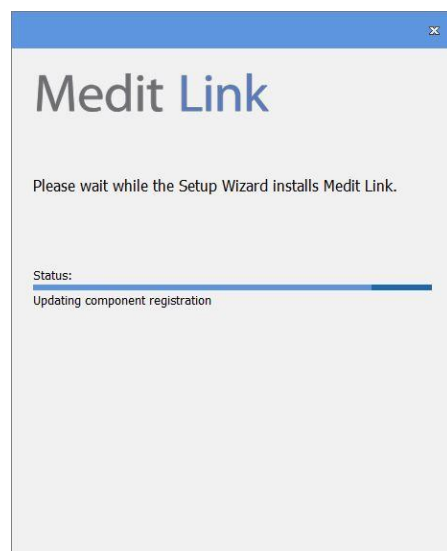 Medit Link
Please wait while the Setup Wizard installs Medit Link.
Status:
Updating component registration